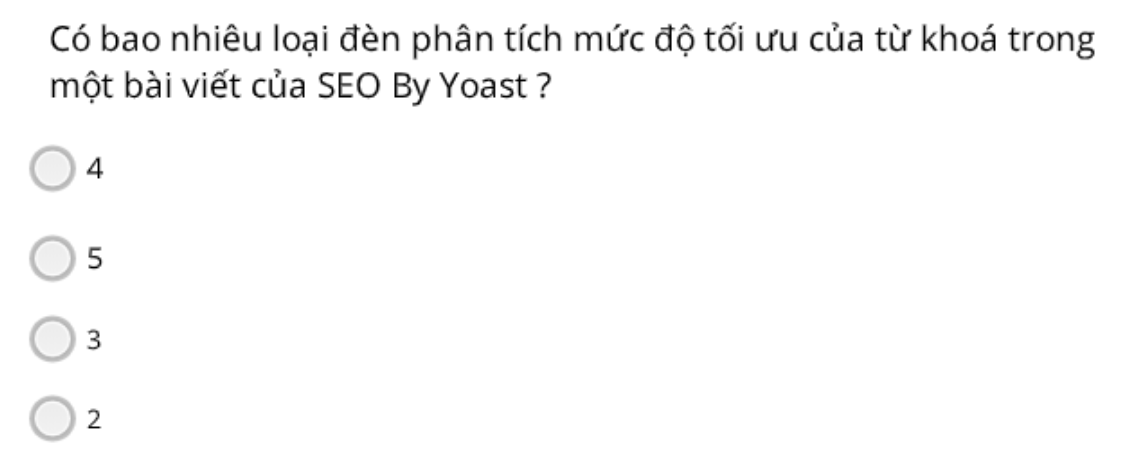 Có bao nhiêu loại đèn phân tích mức độ tối ưu của từ khoá trong
một bài viết của SEO By Yoast ?
4
5
3
2